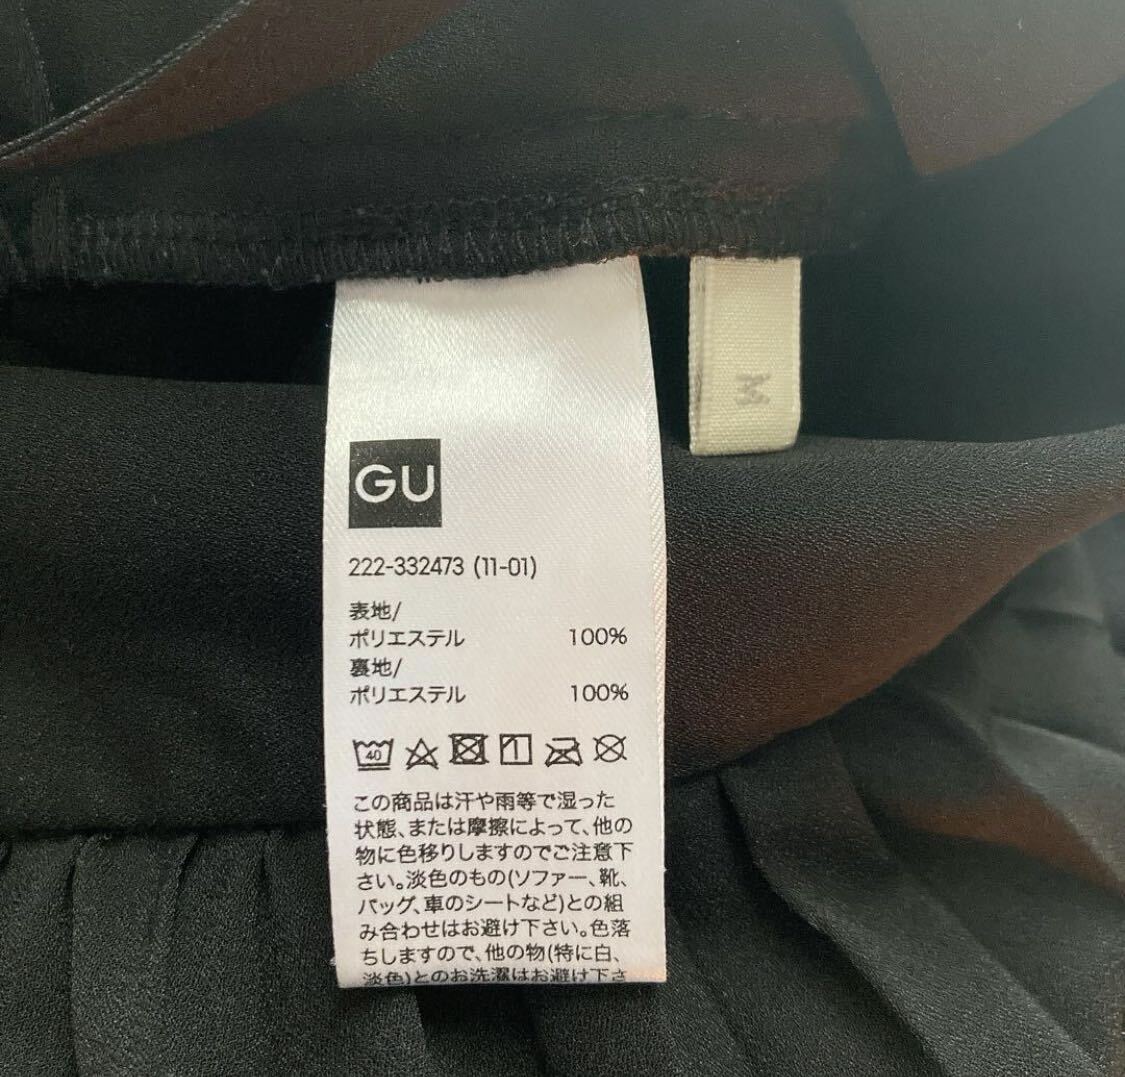 GU
M
222-332473 (11-01)
表地/
ポリエステル 100%
裏地/
ポリエステル 100%
40
この商品は汗や雨等で湿った
状態、または摩擦によって、他の
物に色移りしますのでご注意下
さい。淡色のもの(ソファー、靴、
バッグ、車のシートなど)との組
み合わせはお避け下さい。色落
ちしますので、他の物(特に白、
淡色)とのお洗濯はお避け下さ